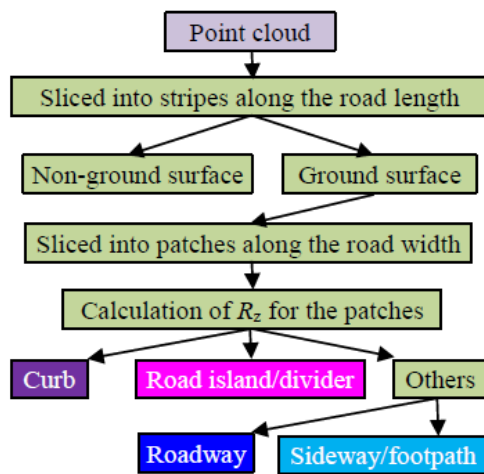 Point cloud
Sliced into stripes along the road length
Non-ground surface
Ground surface
Sliced into patches along the road width
Calculation of Rz for the patches
Curb
Road island/divider
Others
Roadway
Sideway/footpath